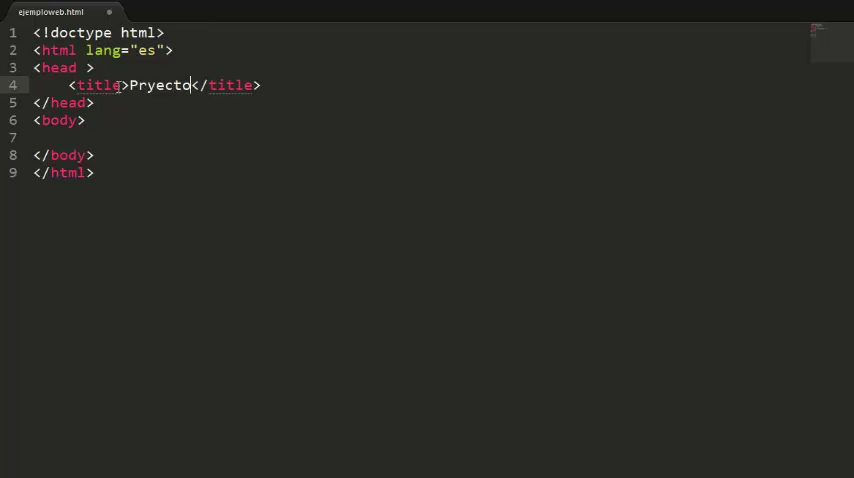 ejemploweb.html
1 <!doctype html>
2 <html lang="es">
3 <head >
4 <title>Pryecto</title>
5 </head>
6 <body>
7
8 </body>
9 </html>